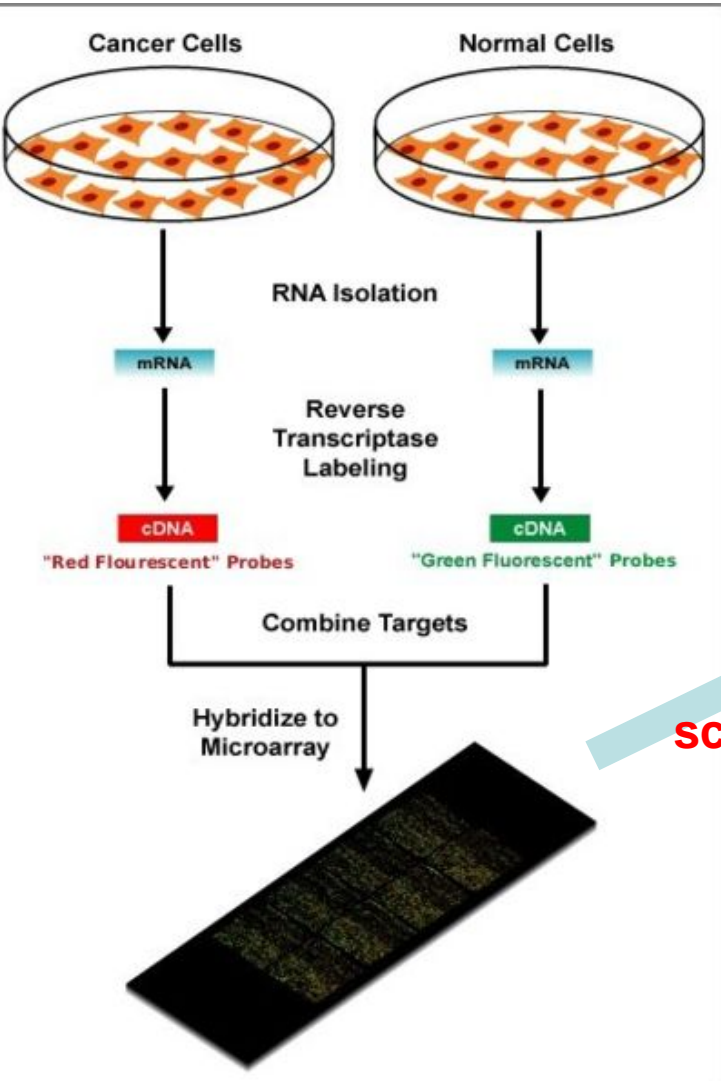 Cancer Cells
Normal Cells
RNA Isolation
mRNA
mRNA
Reverse
Transcriptase
Labeling
cDNA
cDNA
"Red Flourescent" Probes
"Green Fluorescent" Probes
Combine Targets
Hybridize to
Microarray